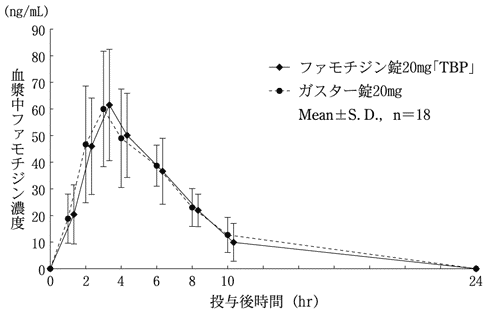 (ng/mL)
血漿中ファモチジン濃度
90
80
70
60
50
40
30
20
10
0
0 2 4 6 8 10 24
投与後時間（hr）
ファモチジン錠20mg「TBP」
ガスター錠20mg
Mean±S. D.，n＝18